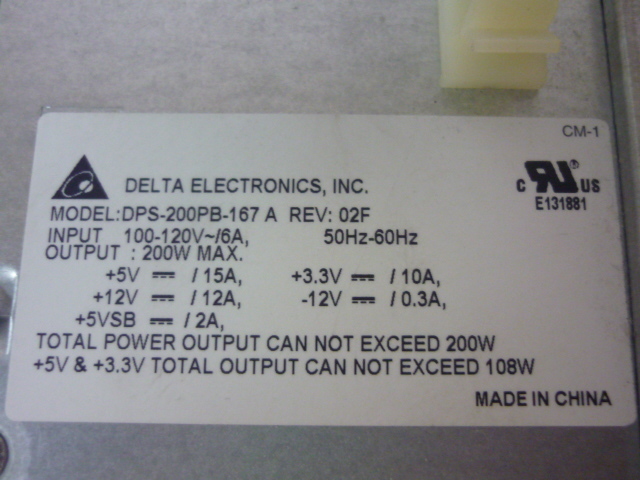 CM-1
DELTA ELECTRONICS, INC.
c RU US
E131881
MODEL:DPS-200PB-167 A REV: 02F
INPUT 100-120V~/6A, 50Hz-60Hz
OUTPUT : 200W MAX.
+5V ⎓ / 15A, +3.3V ⎓ / 10A,
+12V ⎓ / 12A, -12V ⎓ / 0.3A,
+5VSB ⎓ / 2A,
TOTAL POWER OUTPUT CAN NOT EXCEED 200W
+5V & +3.3V TOTAL OUTPUT CAN NOT EXCEED 108W
MADE IN CHINA